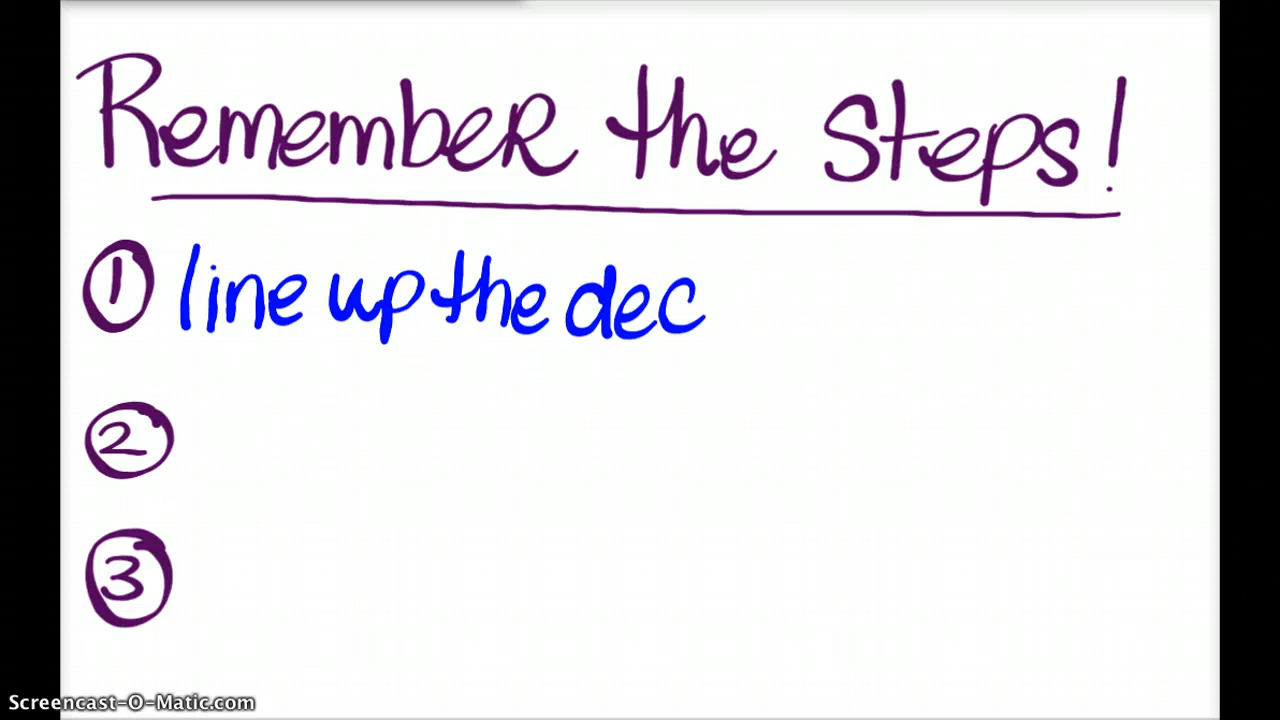 Remember the Steps!
① line up the dec
②
③
Screencast-O-Matic.com